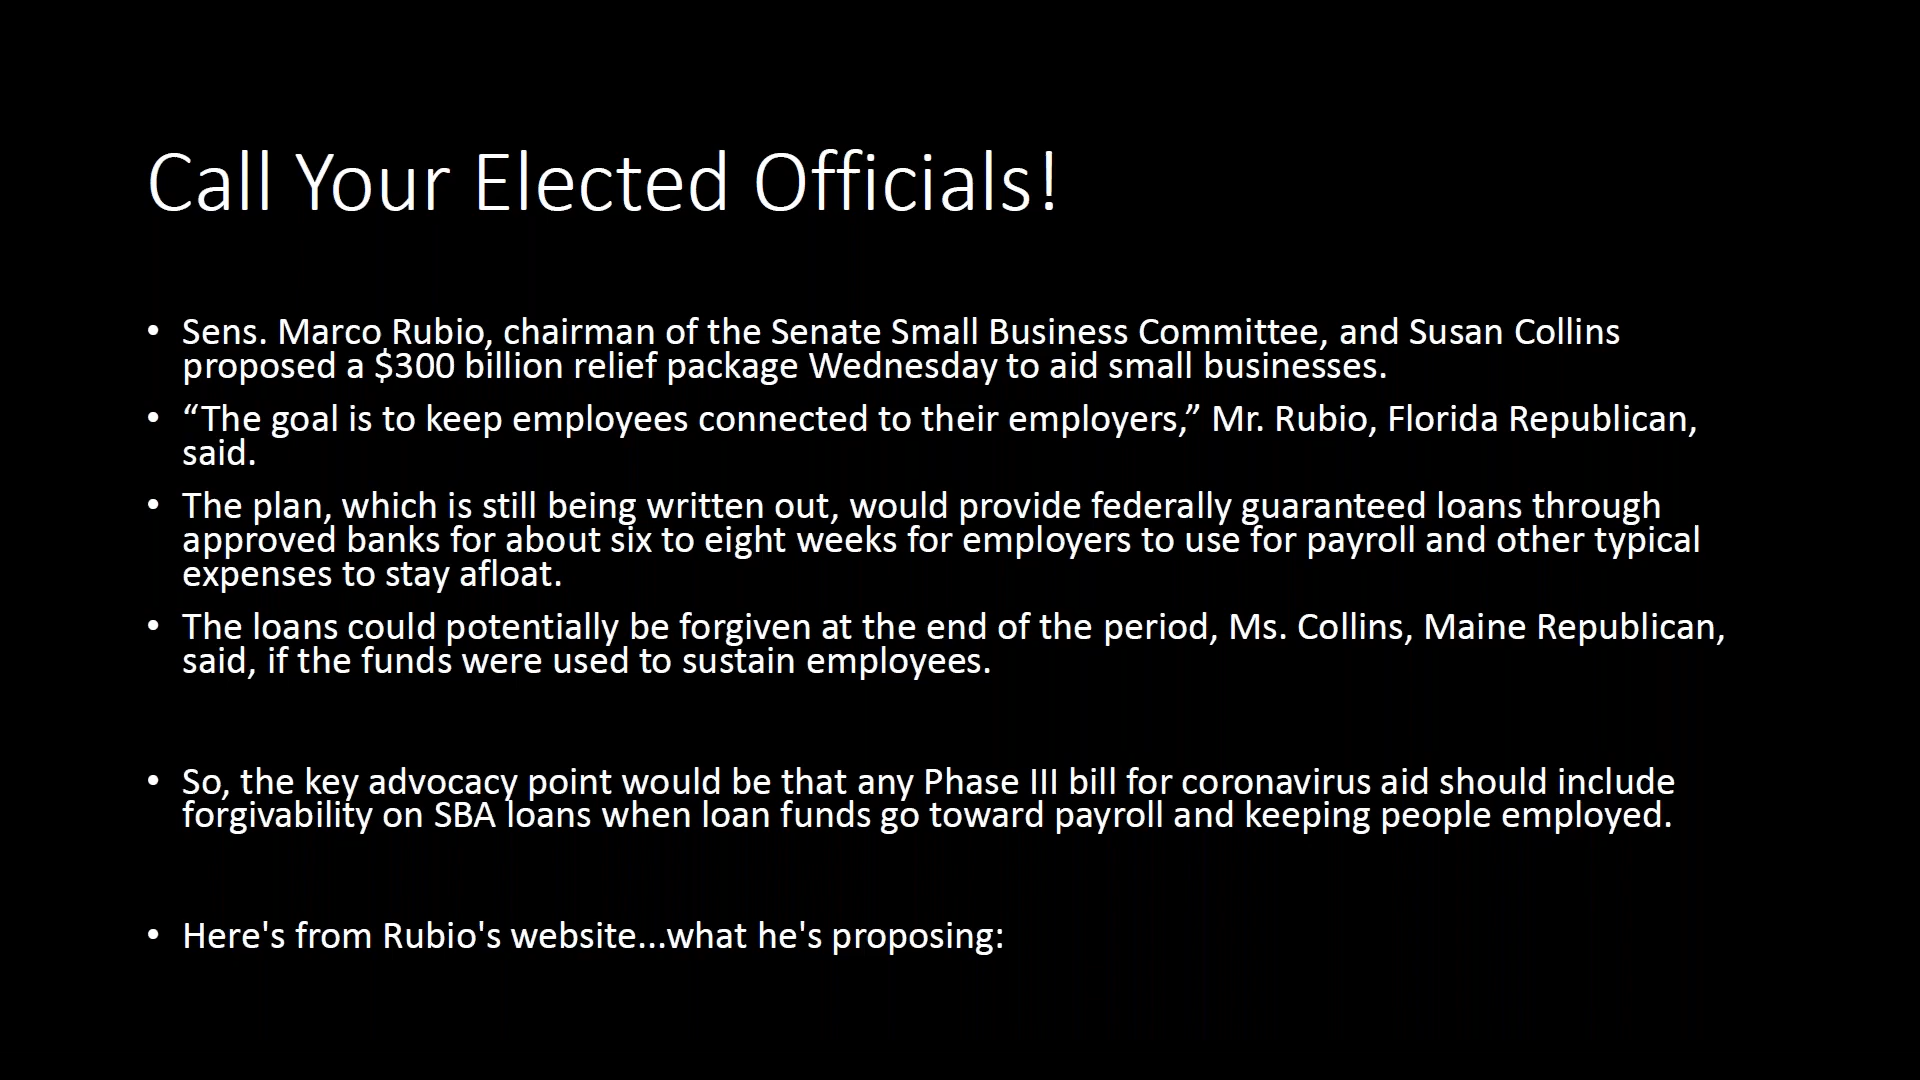 Call Your Elected Officials!
• Sens. Marco Rubio, chairman of the Senate Small Business Committee, and Susan Collins
proposed a $300 billion relief package Wednesday to aid small businesses.
• “The goal is to keep employees connected to their employers,” Mr. Rubio, Florida Republican,
said.
• The plan, which is still being written out, would provide federally guaranteed loans through
approved banks for about six to eight weeks for employers to use for payroll and other typical
expenses to stay afloat.
• The loans could potentially be forgiven at the end of the period, Ms. Collins, Maine Republican,
said, if the funds were used to sustain employees.
• So, the key advocacy point would be that any Phase III bill for coronavirus aid should include
forgivability on SBA loans when loan funds go toward payroll and keeping people employed.
• Here's from Rubio's website...what he's proposing: